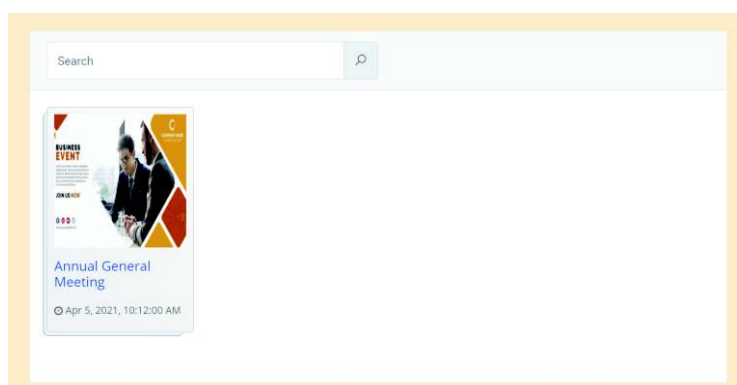 Search
BUSINESS
EVENT
JOIN US NOW
Annual General
Meeting
Apr 5, 2021, 10:12:00 AM